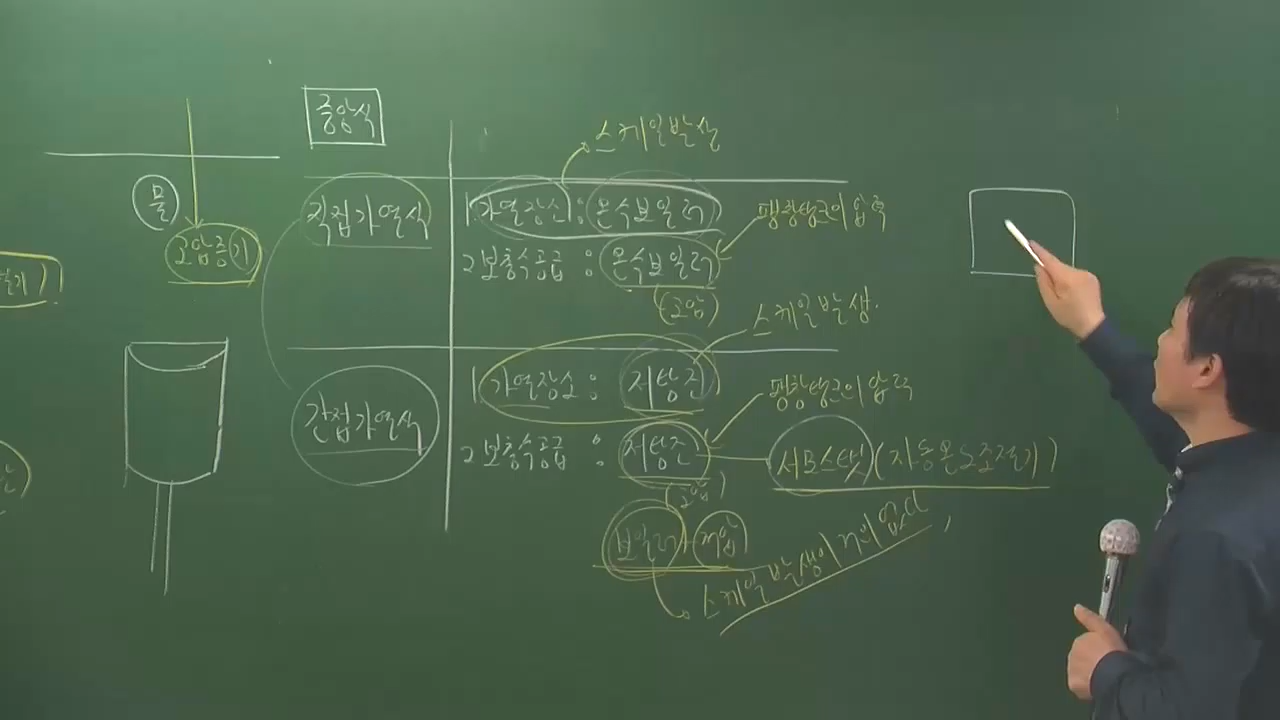 중앙식
물
고압증기
직접가열식
스케일발생
1 가열장소 : 온수보일러
팽창탱크의 압력
2 보충수공급 : 온수보일러
(고압)
스케일발생.
간접가열식
1 가열장소 : 저탕조
팽창탱크의 압력
2 보충수공급 : 저탕조
서모스탯 (자동온도조절기)
(고압)
보일러 - 저압
스케일발생이 거의 없다